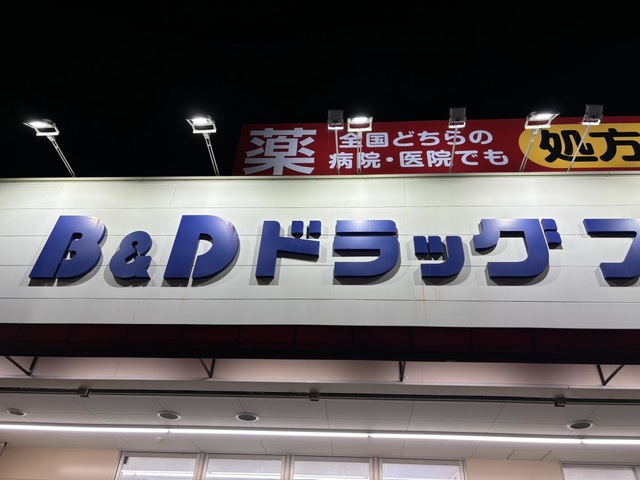 薬
全国どちらの
病院・医院でも
処方
B&Dドラッグ